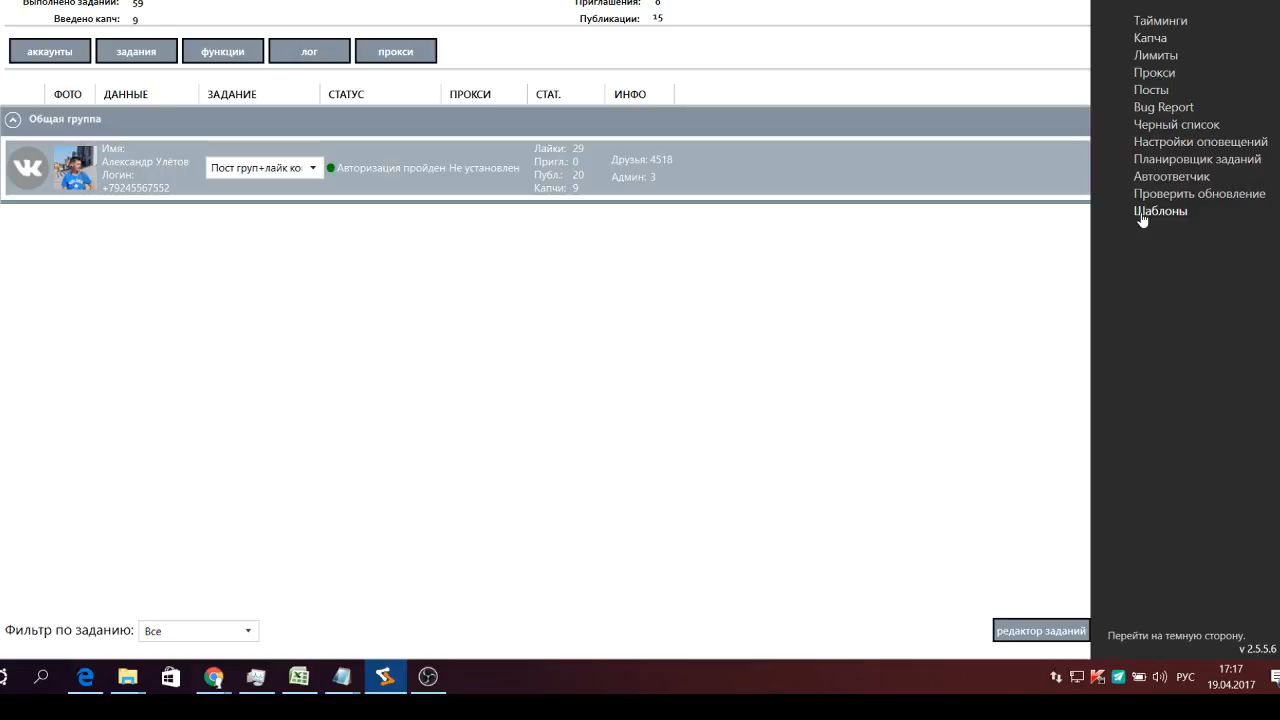 Выполнено заданий: 59
Приглашения: 0
Введено капч: 9
Публикации: 15
аккаунты задания функции лог прокси
ФОТО ДАННЫЕ ЗАДАНИЕ СТАТУС ПРОКСИ СТАТ. ИНФО
Общая группа
Имя:
Александр Улётов
Логин:
+79245567552
Пост груп+лайк ко
Авторизация пройден Не установлен
Лайки: 29
Пригл.: 0
Публ.: 20
Капчи: 9
Друзья: 4518
Админ: 3
Тайминги
Капча
Лимиты
Прокси
Посты
Bug Report
Черный список
Настройки оповещений
Планировщик заданий
Автоответчик
Проверить обновление
Шаблоны
Фильтр по заданию: Все
редактор заданий
Перейти на темную сторону.
v 2.5.5.6
РУС
17:17
19.04.2017